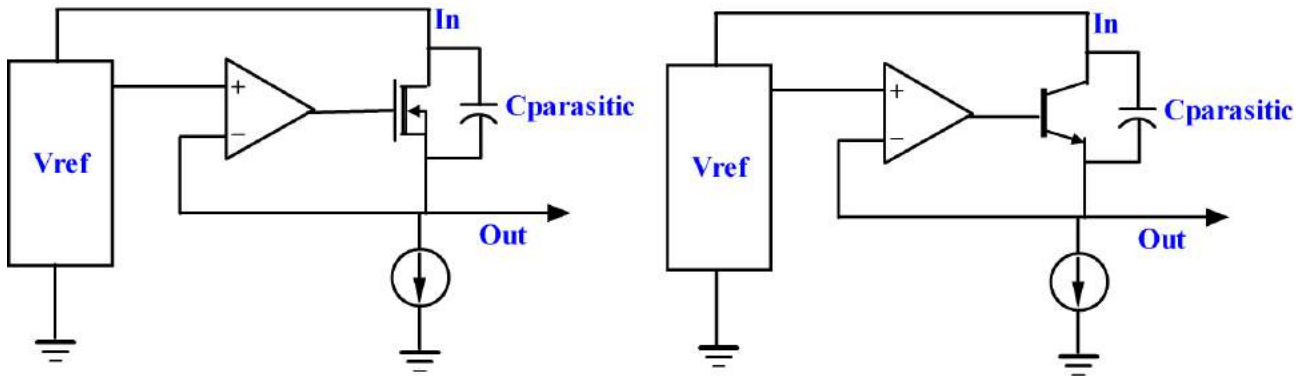 In
+
Cparasitic
−
Vref
Out
In
+
Cparasitic
−
Vref
Out